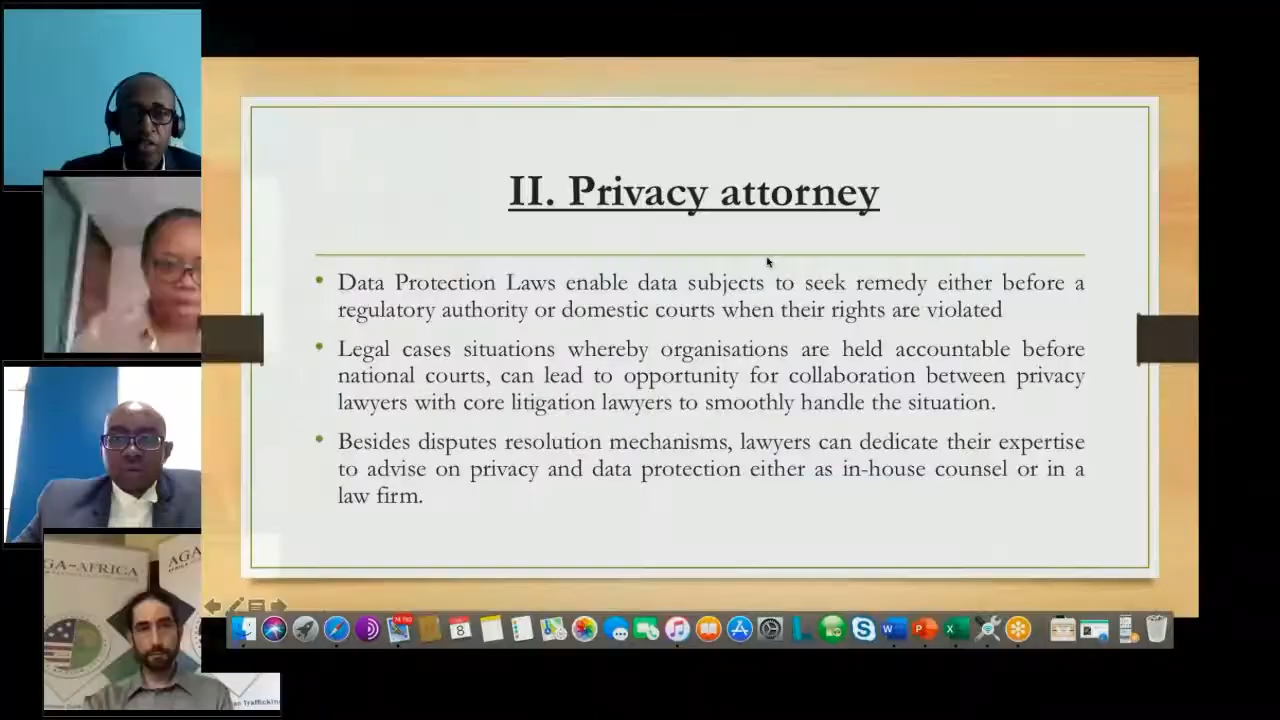 II. Privacy attorney
• Data Protection Laws enable data subjects to seek remedy either before a
regulatory authority or domestic courts when their rights are violated
• Legal cases situations whereby organisations are held accountable before
national courts, can lead to opportunity for collaboration between privacy
lawyers with core litigation lawyers to smoothly handle the situation.
• Besides disputes resolution mechanisms, lawyers can dedicate their expertise
to advise on privacy and data protection either as in-house counsel or in a
law firm.
GA-AFRICA
AGA
8